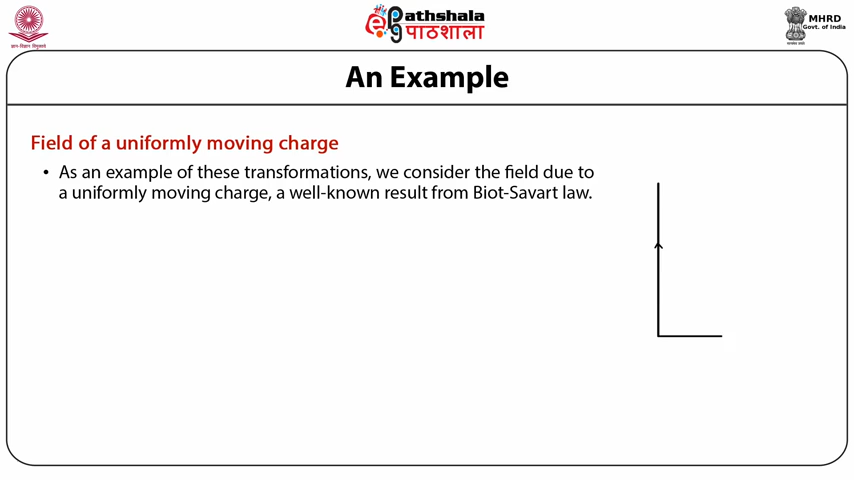 ePathshala
पाठशाला
MHRD
Govt. of India
An Example
Field of a uniformly moving charge
• As an example of these transformations, we consider the field due to
a uniformly moving charge, a well-known result from Biot-Savart law.